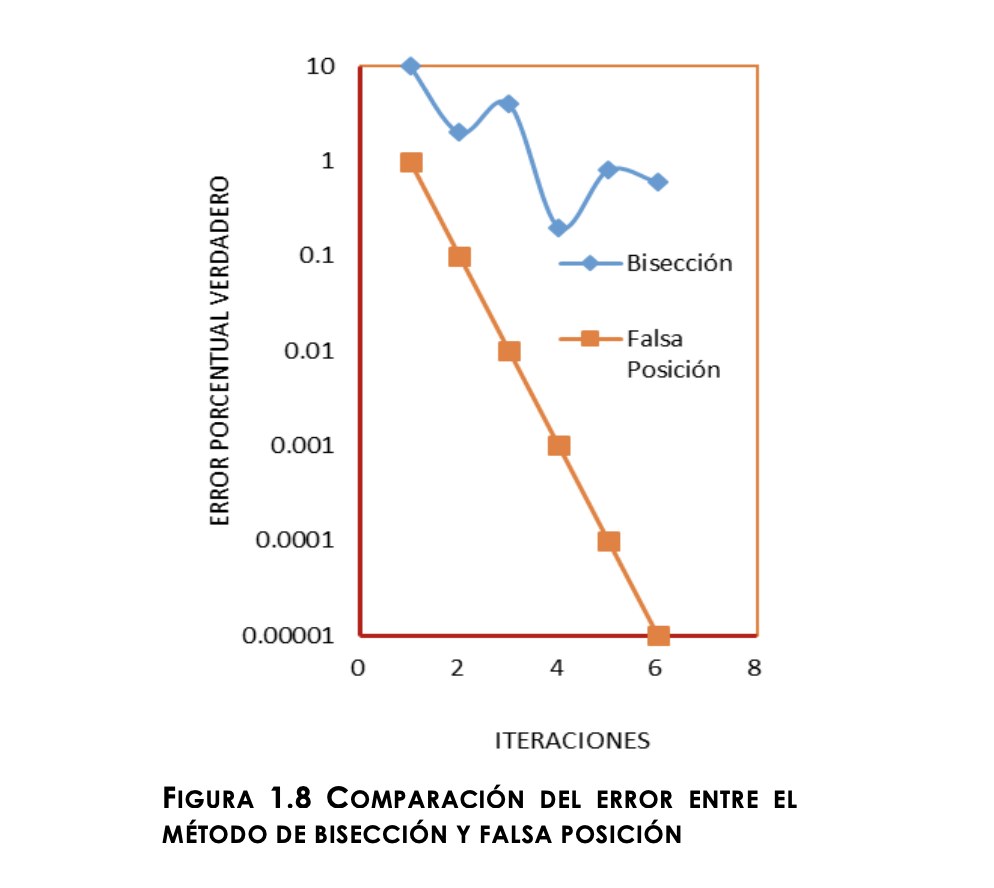 10
1
0.1
0.01
0.001
0.0001
0.00001
ERROR PORCENTUAL VERDADERO
Bisección
Falsa
Posición
0 2 4 6 8
ITERACIONES
FIGURA 1.8 COMPARACIÓN DEL ERROR ENTRE EL
MÉTODO DE BISECCIÓN Y FALSA POSICIÓN